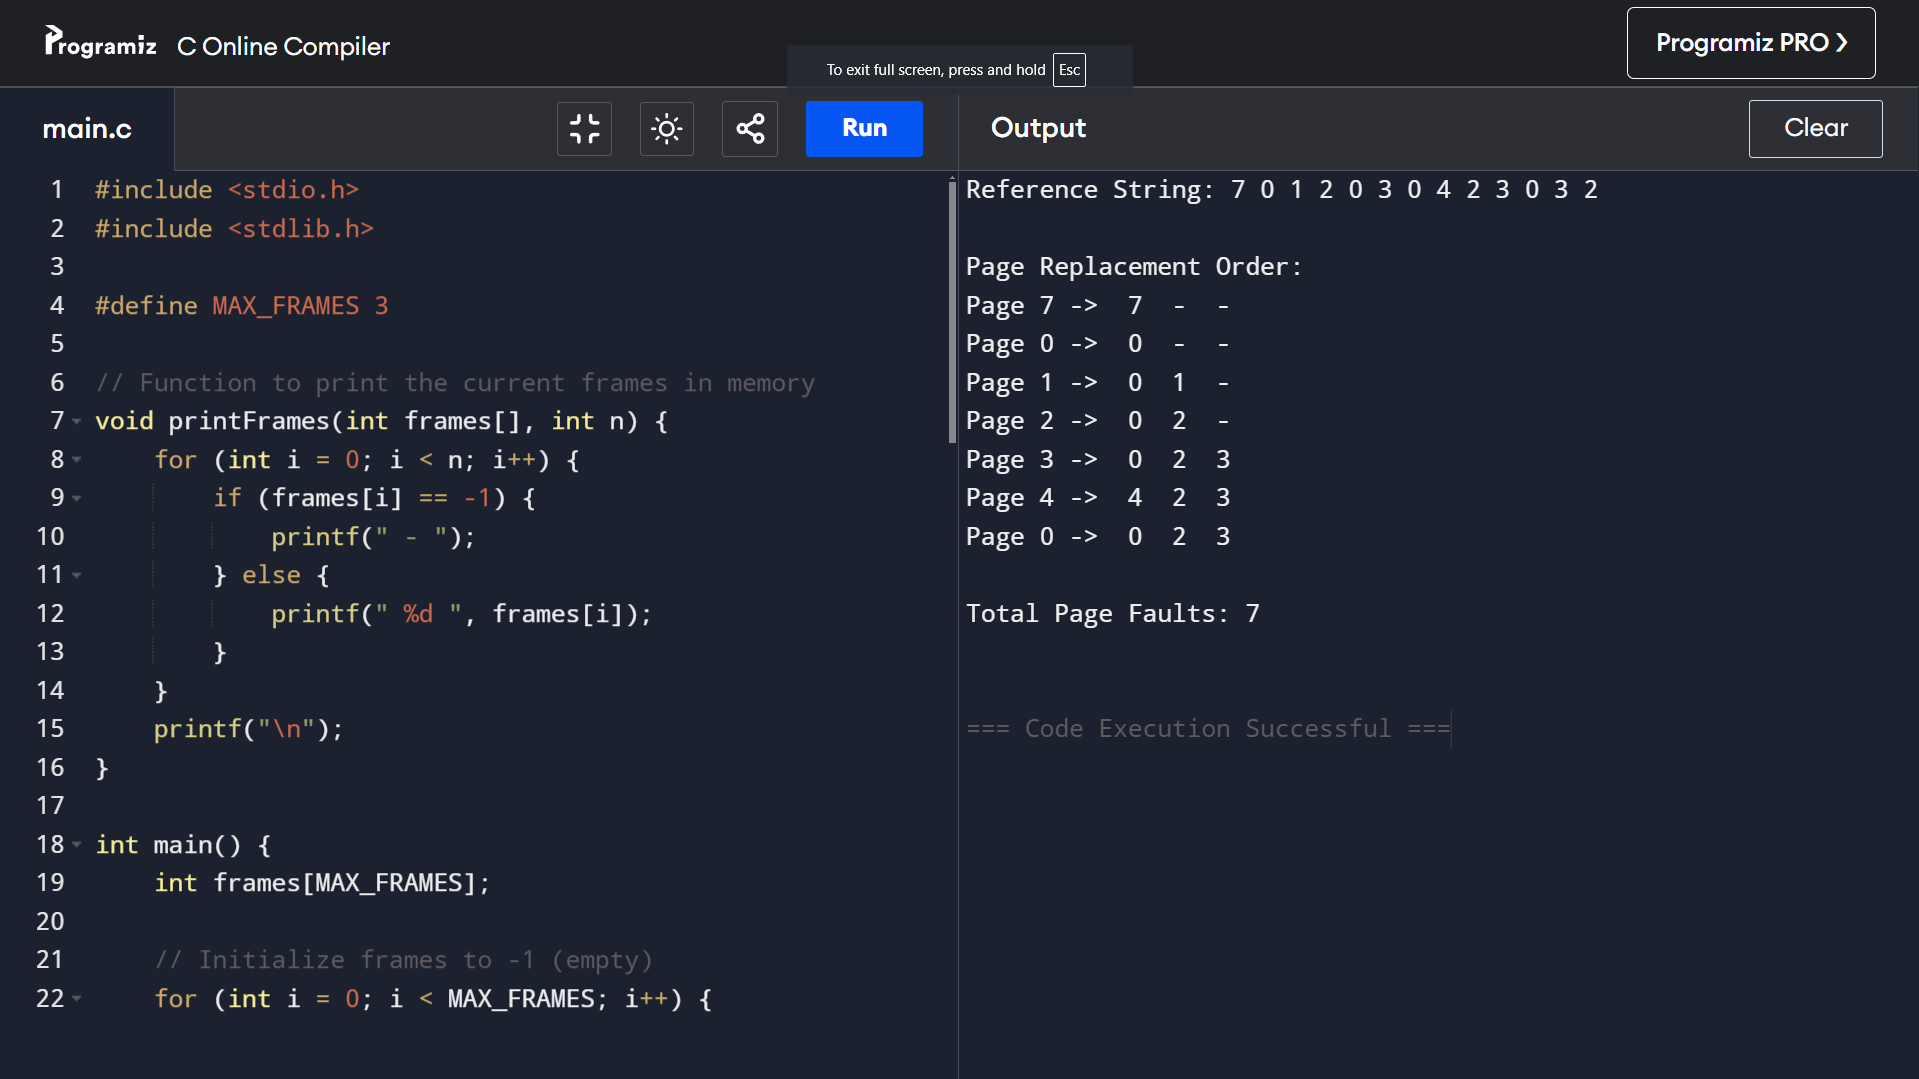 Programiz C Online Compiler
To exit full screen, press and hold Esc
Programiz PRO ❯
main.c
Run
Output
Clear
1 #include <stdio.h>
2 #include <stdlib.h>
3
4 #define MAX_FRAMES 3
5
6 // Function to print the current frames in memory
7 void printFrames(int frames[], int n) {
8     for (int i = 0; i < n; i++) {
9         if (frames[i] == -1) {
10             printf(" - ");
11         } else {
12             printf(" %d ", frames[i]);
13         }
14     }
15     printf("\n");
16 }
17
18 int main() {
19     int frames[MAX_FRAMES];
20
21     // Initialize frames to -1 (empty)
22     for (int i = 0; i < MAX_FRAMES; i++) {
Reference String: 7 0 1 2 0 3 0 4 2 3 0 3 2
Page Replacement Order:
Page 7 ->  7  -  -
Page 0 ->  0  -  -
Page 1 ->  0  1  -
Page 2 ->  0  2  -
Page 3 ->  0  2  3
Page 4 ->  4  2  3
Page 0 ->  0  2  3
Total Page Faults: 7
=== Code Execution Successful ===